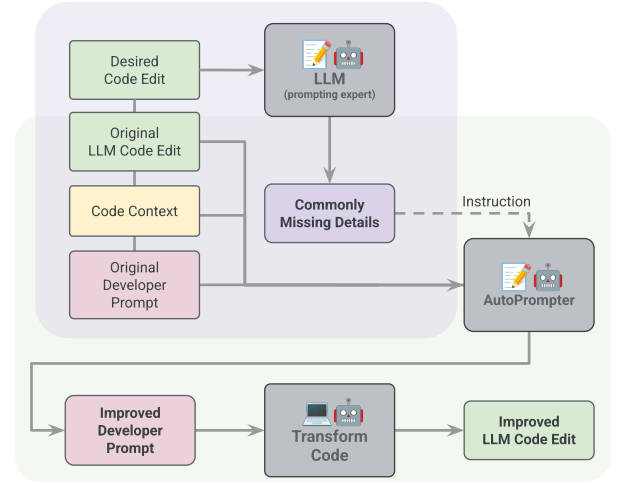 Desired
Code Edit
LLM
(prompting expert)
Original
LLM Code Edit
Code Context
Commonly
Missing Details
Instruction
Original
Developer
Prompt
AutoPrompter
Improved
Developer
Prompt
Transform
Code
Improved
LLM Code Edit